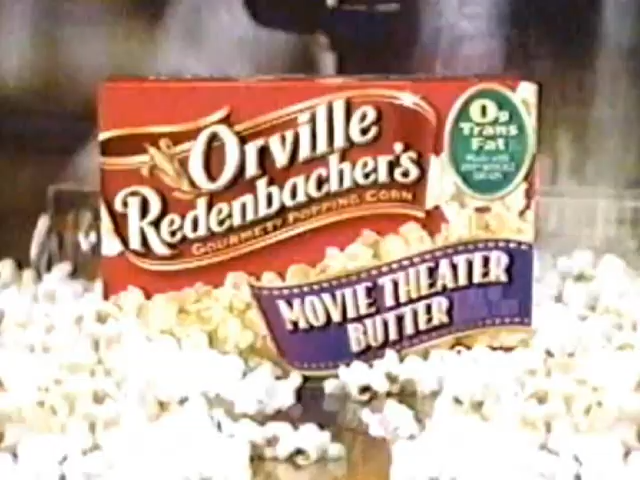 Orville
Redenbacher's
GOURMET POPPING CORN
0g
Trans
Fat
MOVIE THEATER
BUTTER